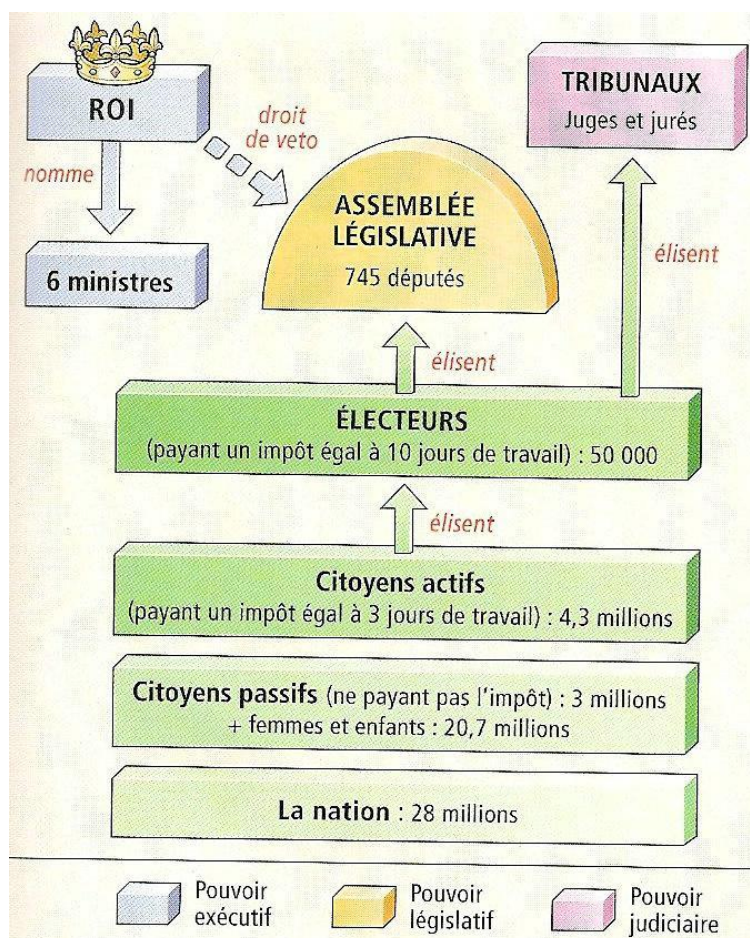 ROI
nomme
droit
de veto
6 ministres
ASSEMBLÉE
LÉGISLATIVE
745 députés
TRIBUNAUX
Juges et jurés
élisent
élisent
ÉLECTEURS
(payant un impôt égal à 10 jours de travail) : 50 000
élisent
Citoyens actifs
(payant un impôt égal à 3 jours de travail) : 4,3 millions
Citoyens passifs (ne payant pas l'impôt) : 3 millions
+ femmes et enfants : 20,7 millions
La nation : 28 millions
Pouvoir
exécutif
Pouvoir
législatif
Pouvoir
judiciaire